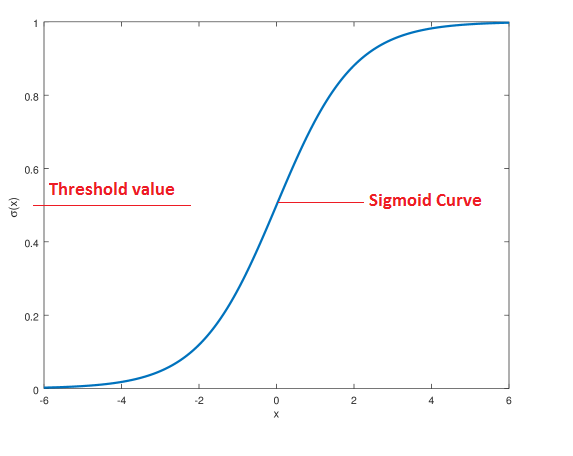 1
0.8
0.6
Threshold value
Sigmoid Curve
σ(x)
0.4
0.2
0
-6 -4 -2 0 2 4 6
x